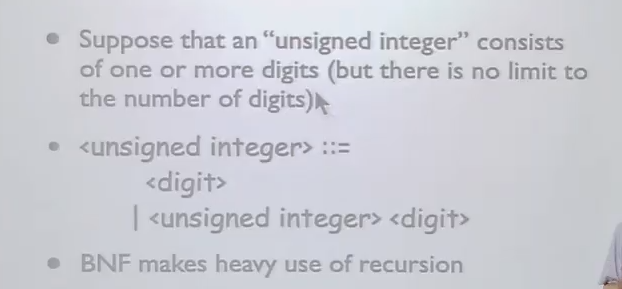 • Suppose that an “unsigned integer” consists
of one or more digits (but there is no limit to
the number of digits)
• <unsigned integer> ::=
<digit>
| <unsigned integer> <digit>
• BNF makes heavy use of recursion